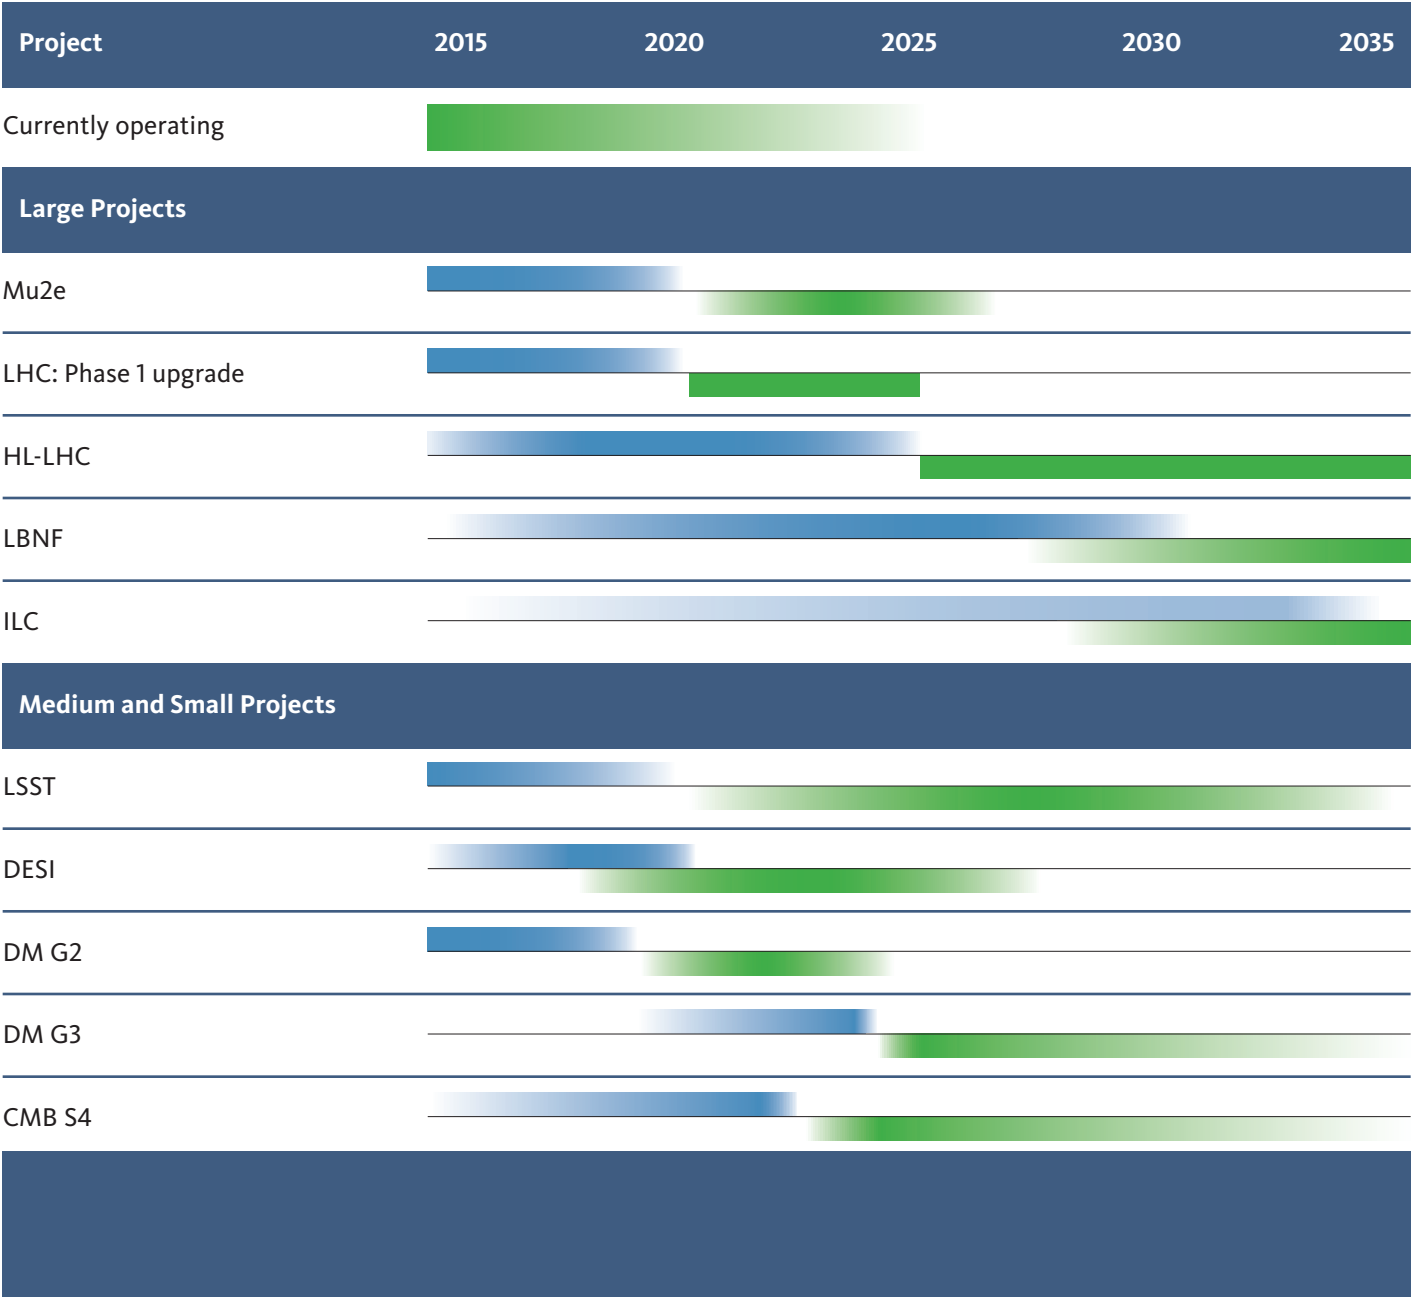 Project 2015 2020 2025 2030 2035
Currently operating
Large Projects
Mu2e
LHC: Phase 1 upgrade
HL-LHC
LBNF
ILC
Medium and Small Projects
LSST
DESI
DM G2
DM G3
CMB S4